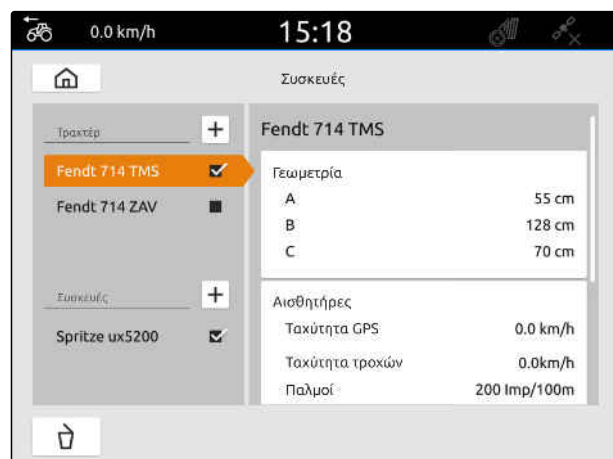 0.0 km/h 15:18
Συσκευές
Τρακτέρ
Fendt 714 TMS
Fendt 714 ZAV
Συσκευές
Spritze ux5200
Fendt 714 TMS
Γεωμετρία
A 55 cm
B 128 cm
C 70 cm
Αισθητήρες
Ταχύτητα GPS 0.0 km/h
Ταχύτητα τροχών 0.0km/h
Παλμοί 200 Imp/100m